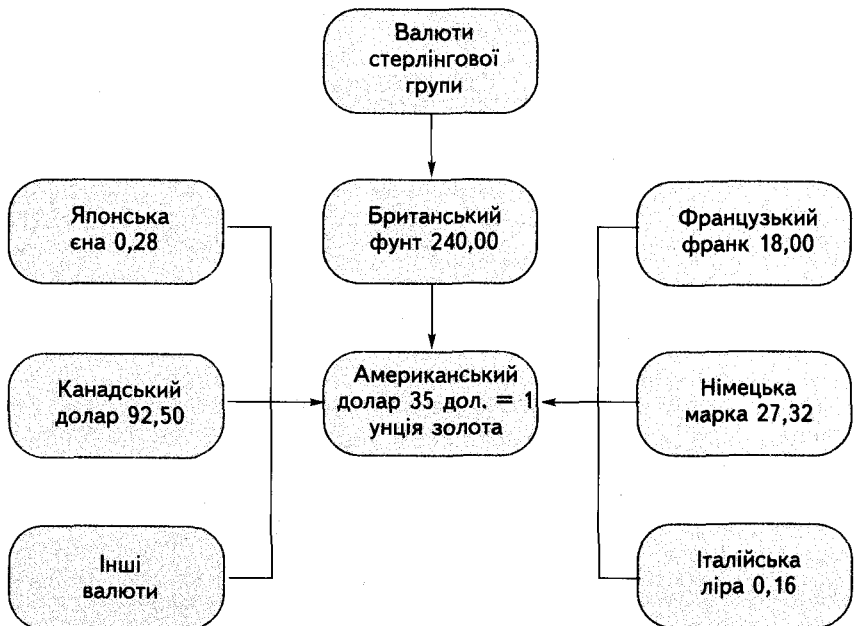 Валюти
стерлінгової
групи
Японська
єна 0,28
Британський
фунт 240,00
Французький
франк 18,00
Канадський
долар 92,50
Американський
долар 35 дол. = 1
унція золота
Німецька
марка 27,32
Інші
валюти
Італійська
ліра 0,16